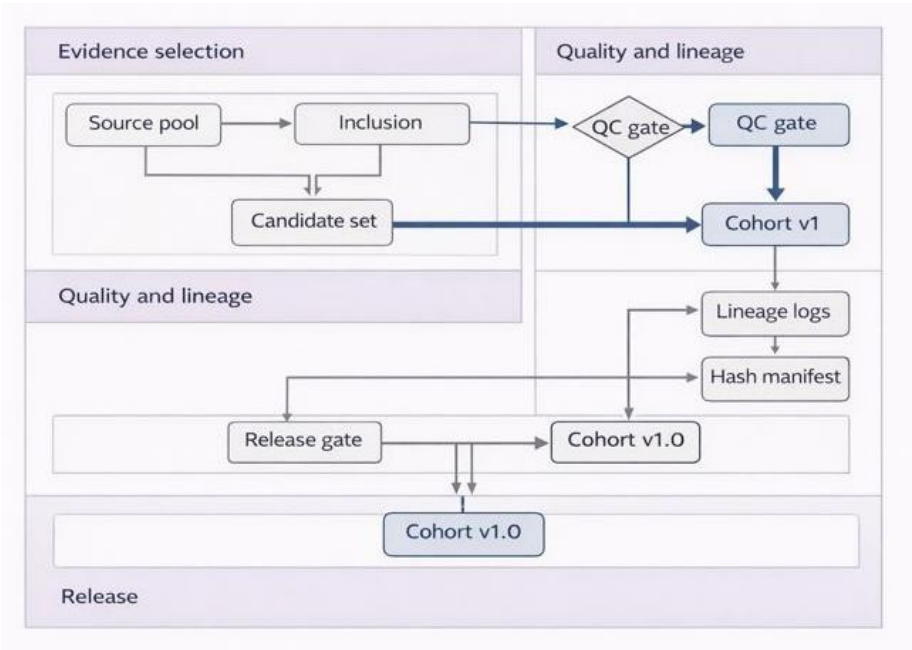 Evidence selection
Quality and lineage
Source pool
Inclusion
QC gate
QC gate
Candidate set
Cohort v1
Quality and lineage
Lineage logs
Hash manifest
Release gate
Cohort v1.0
Cohort v1.0
Release